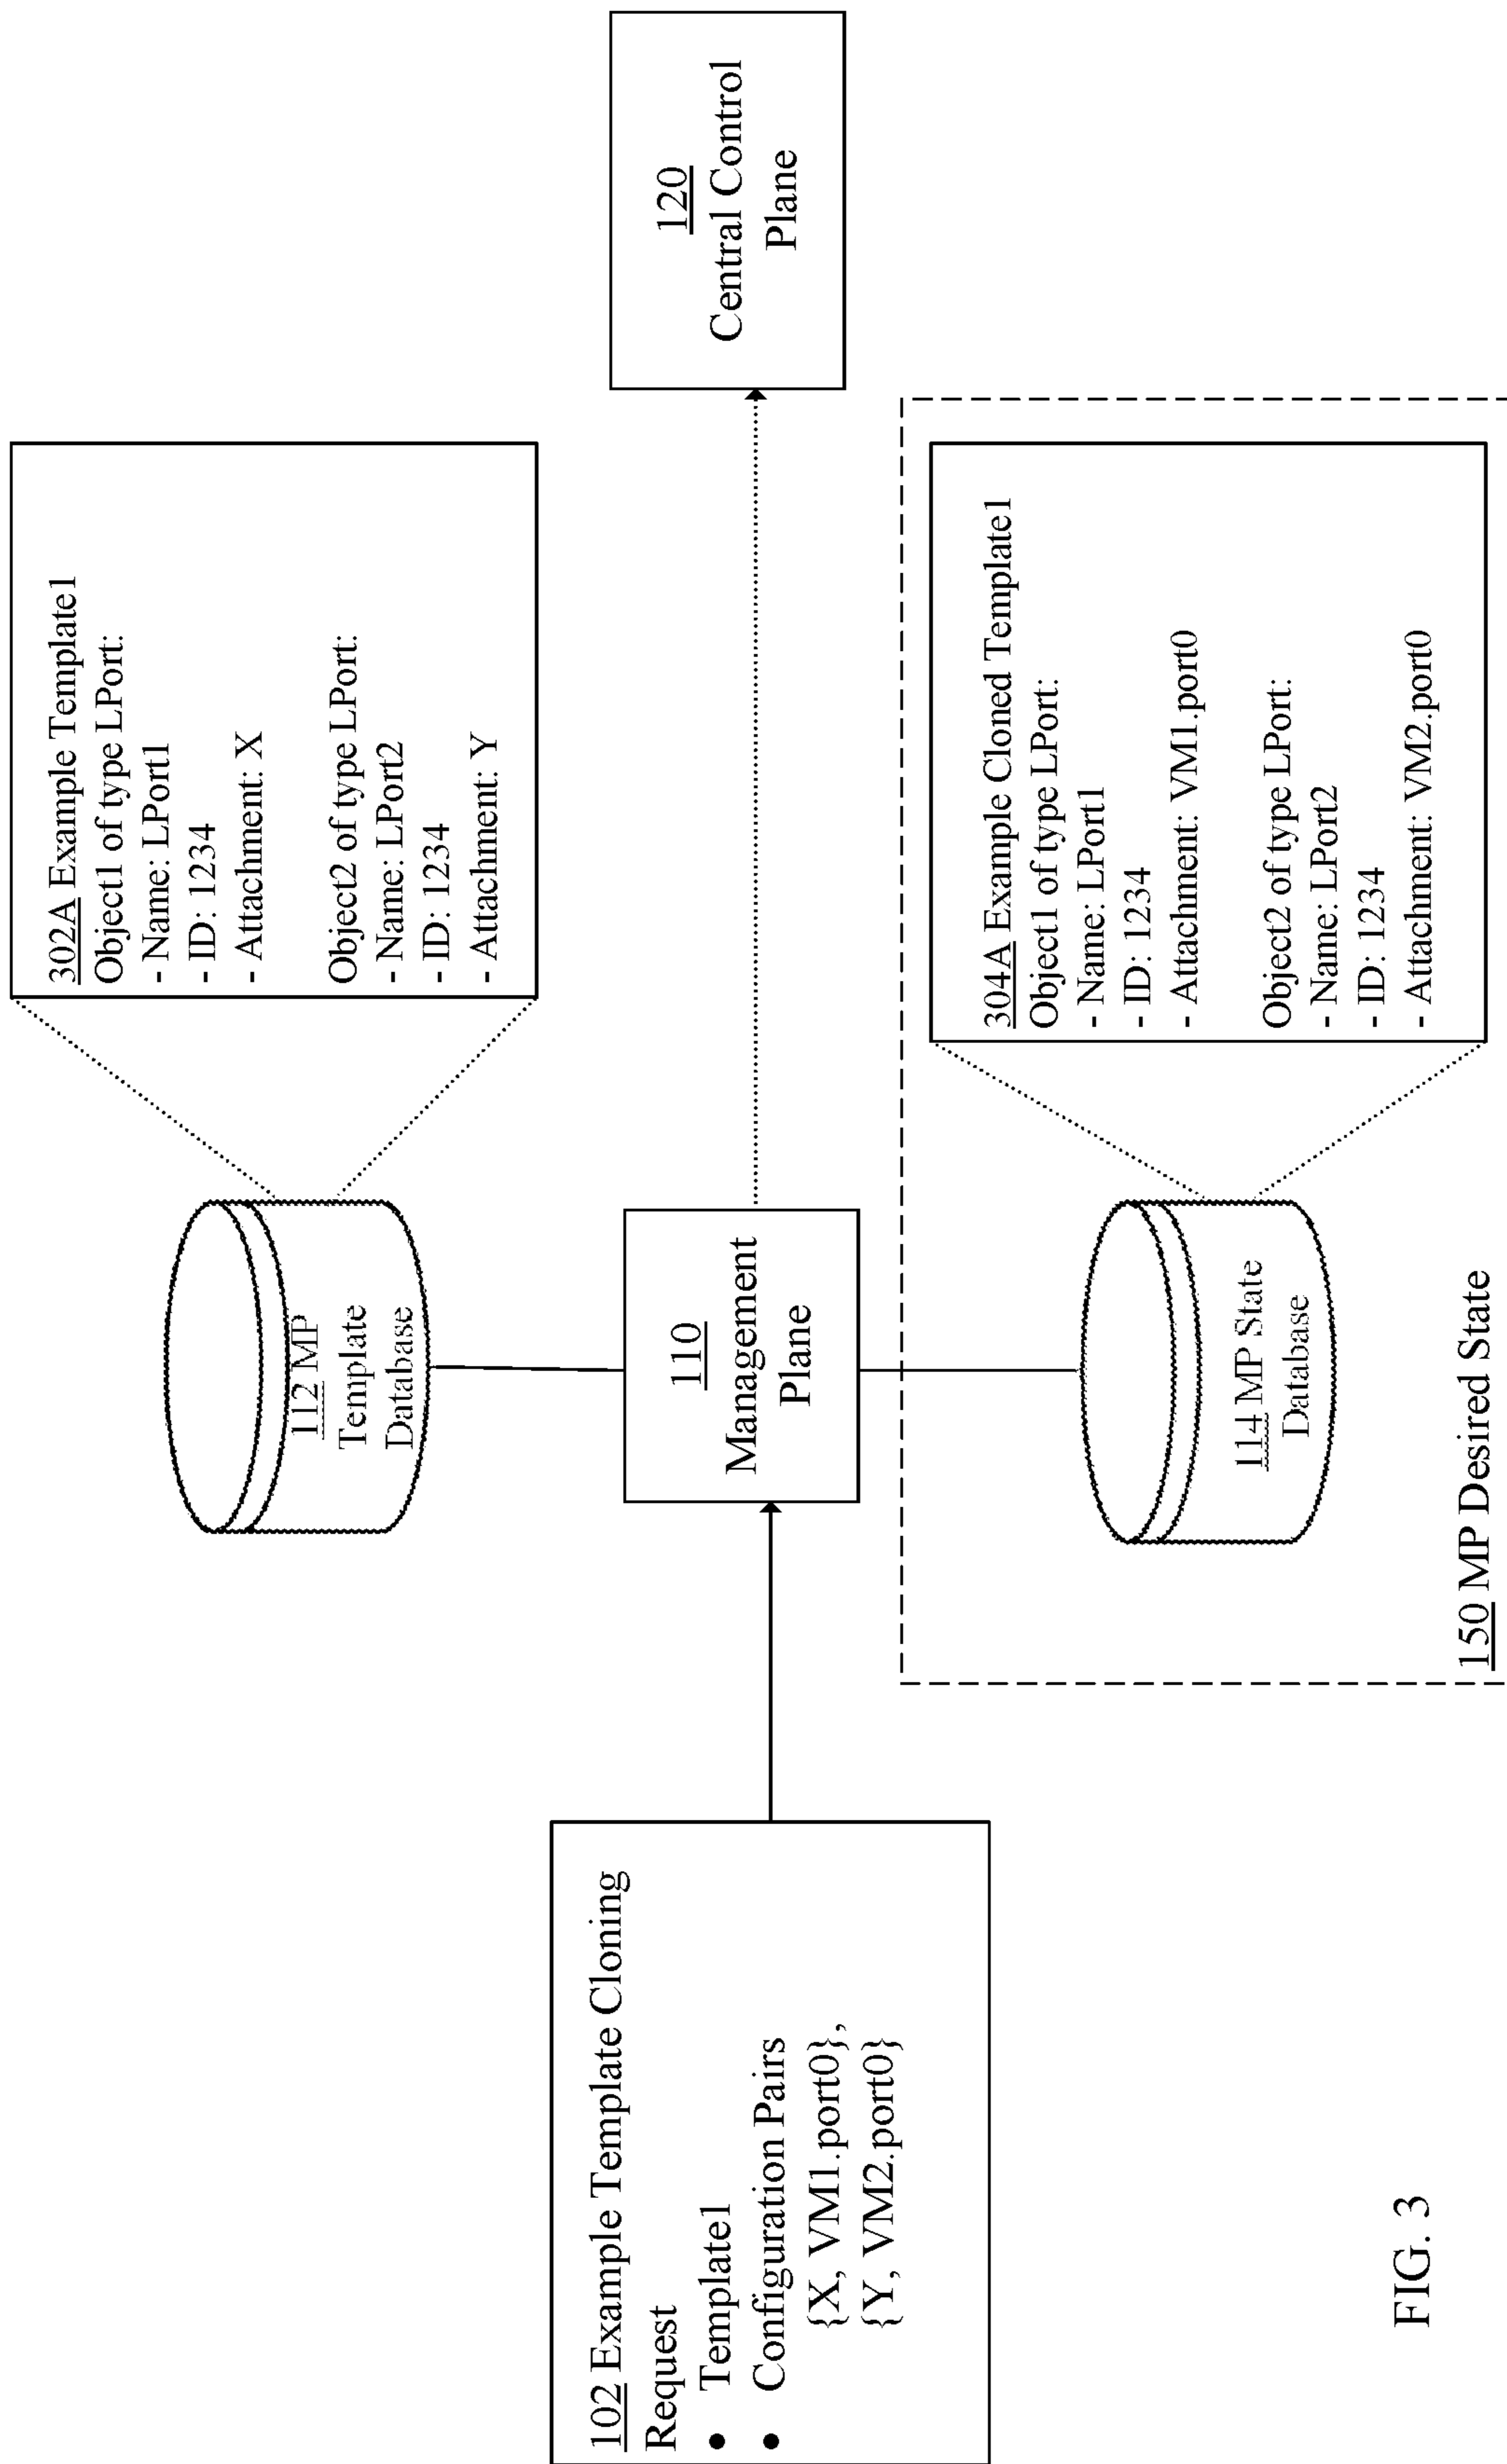 102 Example Template Cloning
Request
• Template1
• Configuration Pairs
{X, VM1.port0},
{Y, VM2.port0}
112 MP
Template
Database
302A Example Template1
Object1 of type LPort:
- Name: LPort1
- ID: 1234
- Attachment: X
Object2 of type LPort:
- Name: LPort2
- ID: 1234
- Attachment: Y
110
Management
Plane
120
Central Control
Plane
114 MP State
Database
304A Example Cloned Template1
Object1 of type LPort:
- Name: LPort1
- ID: 1234
- Attachment: VM1.port0
Object2 of type LPort:
- Name: LPort2
- ID: 1234
- Attachment: VM2.port0
150 MP Desired State
FIG. 3